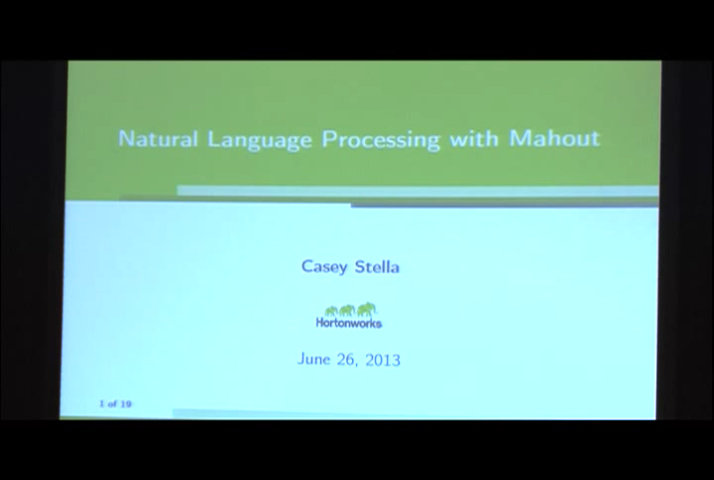 Natural Language Processing with Mahout
Casey Stella
Hortonworks
June 26, 2013
1 of 19